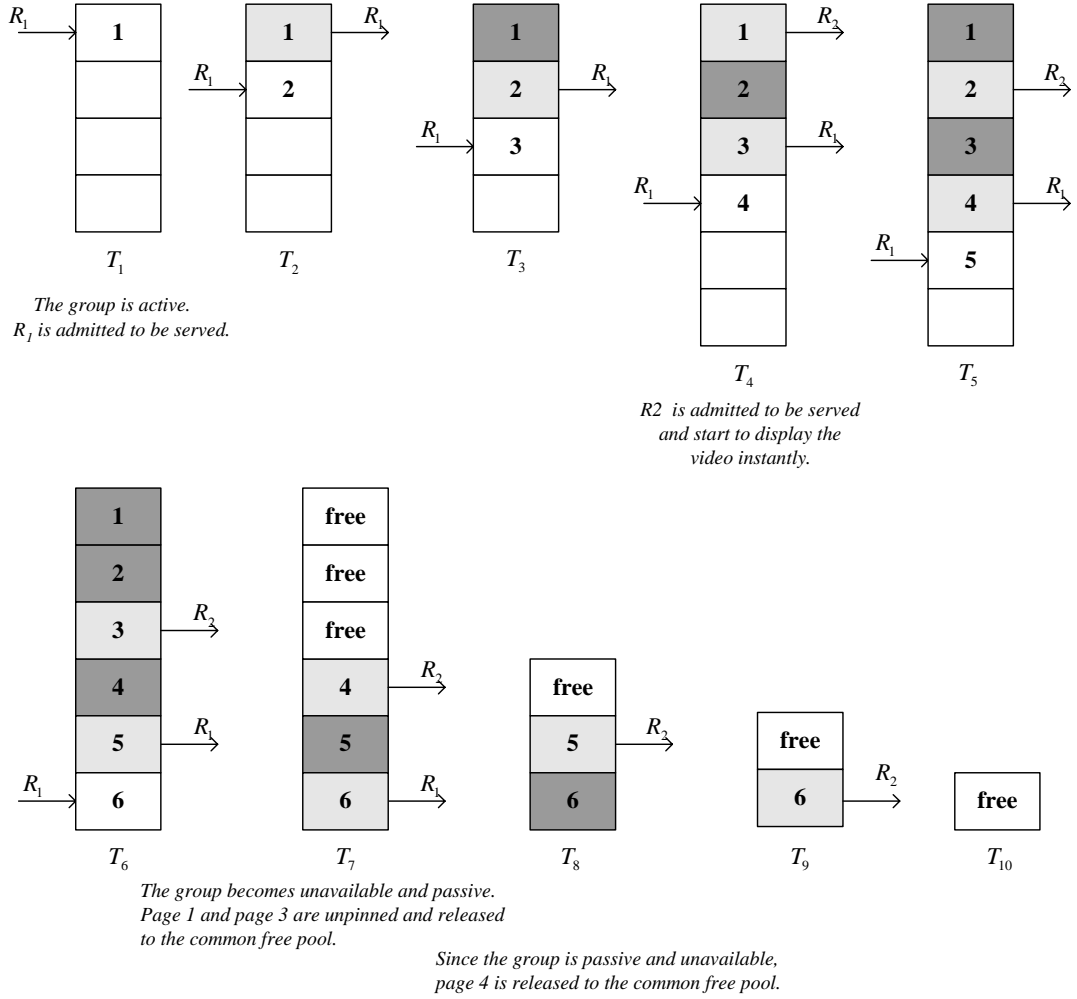 R1 1 1 R1 1 1 R2 1
R1 2 2 R1 2 2 R2
R1 3 3 R1 3
R1 4 4 R1
R1 5
T1 T2 T3 T4 T5
The group is active.
R1 is admitted to be served.
R2 is admitted to be served
and start to display the
video instantly.
1 free
2 free
3 R2 free
4 4 R2 free
5 R1 5 5 R2 free
R1 6 6 R1 6 6 R2 free
T6 T7 T8 T9 T10
The group becomes unavailable and passive.
Page 1 and page 3 are unpinned and released
to the common free pool.
Since the group is passive and unavailable,
page 4 is released to the common free pool.